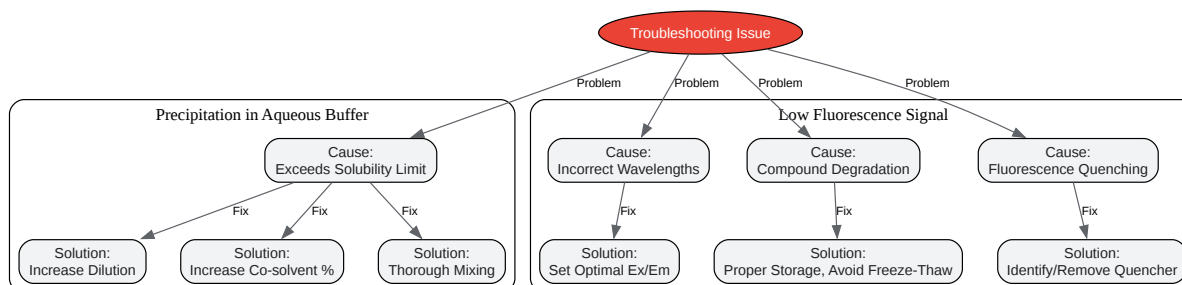 Troubleshooting Issue
Problem
Problem
Problem
Problem
Precipitation in Aqueous Buffer
Low Fluorescence Signal
Cause:
Exceeds Solubility Limit
Cause:
Incorrect Wavelengths
Cause:
Compound Degradation
Cause:
Fluorescence Quenching
Fix
Fix
Fix
Fix
Fix
Fix
Solution:
Increase Dilution
Solution:
Increase Co-solvent %
Solution:
Thorough Mixing
Solution:
Set Optimal Ex/Em
Solution:
Proper Storage, Avoid Freeze-Thaw
Solution:
Identify/Remove Quencher